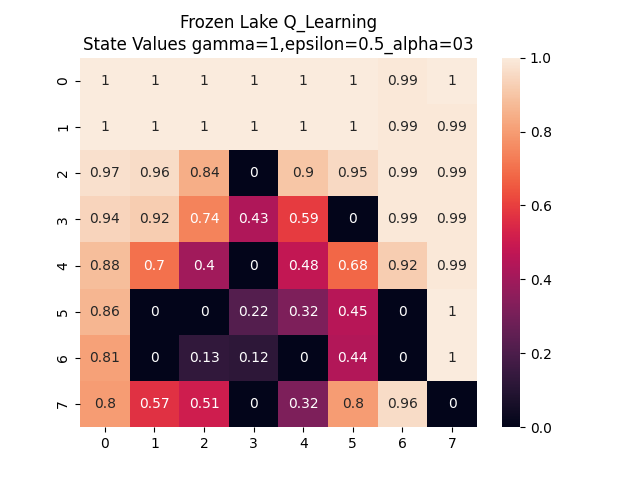 Frozen Lake Q_Learning
State Values gamma=1,epsilon=0.5_alpha=03
0 1 1 1 1 1 1 0.99 1 1.0
1 1 1 1 1 1 1 0.99 0.99
2 0.97 0.96 0.84 0 0.9 0.95 0.99 0.99 0.8
3 0.94 0.92 0.74 0.43 0.59 0 0.99 0.99 0.6
4 0.88 0.7 0.4 0 0.48 0.68 0.92 0.99 0.4
5 0.86 0 0 0.22 0.32 0.45 0 1
6 0.81 0 0.13 0.12 0 0.44 0 1 0.2
7 0.8 0.57 0.51 0 0.32 0.8 0.96 0 0.0
0 1 2 3 4 5 6 7